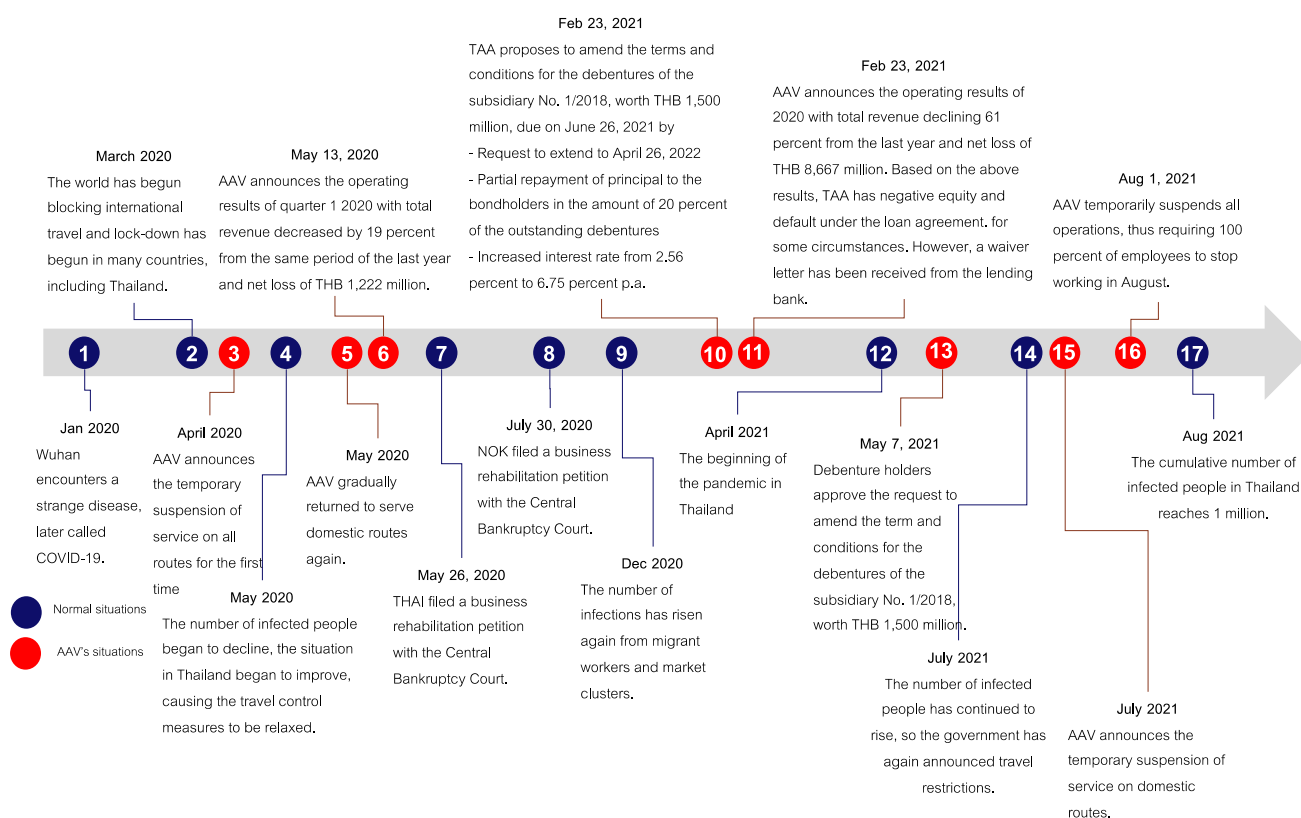 Feb 23, 2021
TAA proposes to amend the terms and
conditions for the debentures of the
subsidiary No. 1/2018, worth THB 1,500
million, due on June 26, 2021 by
- Request to extend to April 26, 2022
- Partial repayment of principal to the
bondholders in the amount of 20 percent
of the outstanding debentures
- Increased interest rate from 2.56
percent to 6.75 percent p.a.
Feb 23, 2021
AAV announces the operating results of
2020 with total revenue declining 61
percent from the last year and net loss of
THB 8,667 million. Based on the above
results, TAA has negative equity and
default under the loan agreement. for
some circumstances. However, a waiver
letter has been received from the lending
bank.
March 2020
The world has begun
blocking international
travel and lock-down has
begun in many countries,
including Thailand.
May 13, 2020
AAV announces the operating
results of quarter 1 2020 with total
revenue decreased by 19 percent
from the same period of the last year
and net loss of THB 1,222 million.
Aug 1, 2021
AAV temporarily suspends all
operations, thus requiring 100
percent of employees to stop
working in August.
1 2 3 4 5 6 7 8 9 10 11 12 13 14 15 16 17
Jan 2020
Wuhan
encounters a
strange disease,
later called
COVID-19.
April 2020
AAV announces
the temporary
suspension of
service on all
routes for the first
time
May 2020
The number of infected people
began to decline, the situation
in Thailand began to improve,
causing the travel control
measures to be relaxed.
May 2020
AAV gradually
returned to serve
domestic routes
again.
May 26, 2020
THAI filed a business
rehabilitation petition
with the Central
Bankruptcy Court.
July 30, 2020
NOK filed a business
rehabilitation petition
with the Central
Bankruptcy Court.
Dec 2020
The number of
infections has risen
again from migrant
workers and market
clusters.
April 2021
The beginning of
the pandemic in
Thailand
May 7, 2021
Debenture holders
approve the request to
amend the term and
conditions for the
debentures of the
subsidiary No. 1/2018,
worth THB 1,500 million.
July 2021
The number of infected
people has continued to
rise, so the government has
again announced travel
restrictions.
July 2021
AAV announces the
temporary suspension of
service on domestic
routes.
Aug 2021
The cumulative number of
infected people in Thailand
reaches 1 million.
Normal situations
AAV's situations